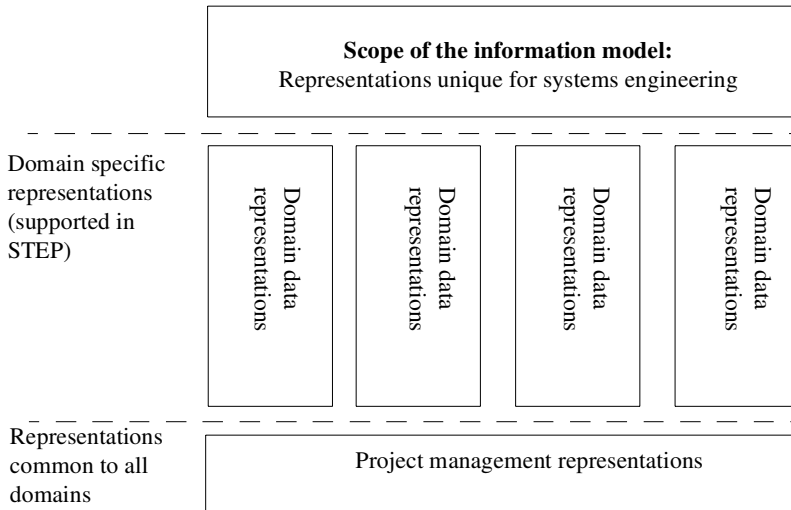 Scope of the information model:
Representations unique for systems engineering
Domain specific
representations
(supported in
STEP)
Domain data
representations
Domain data
representations
Domain data
representations
Domain data
representations
Representations
common to all
domains
Project management representations